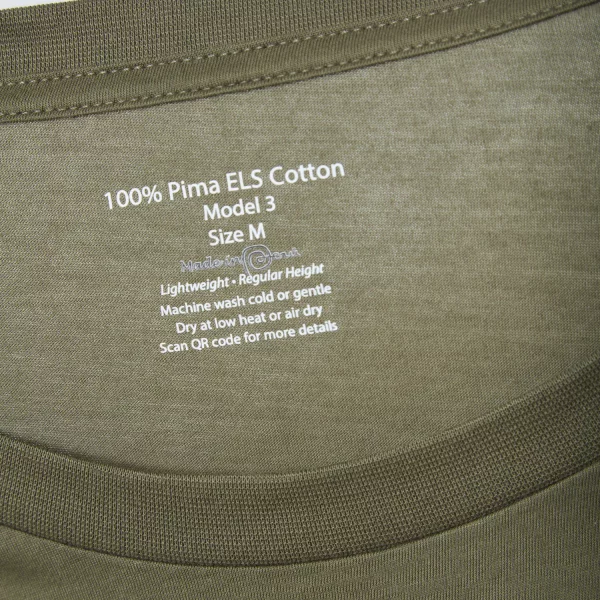 100% Pima ELS Cotton
Model 3
Size M
Made in Perú
Lightweight • Regular Height
Machine wash cold or gentle
Dry at low heat or air dry
Scan QR code for more details